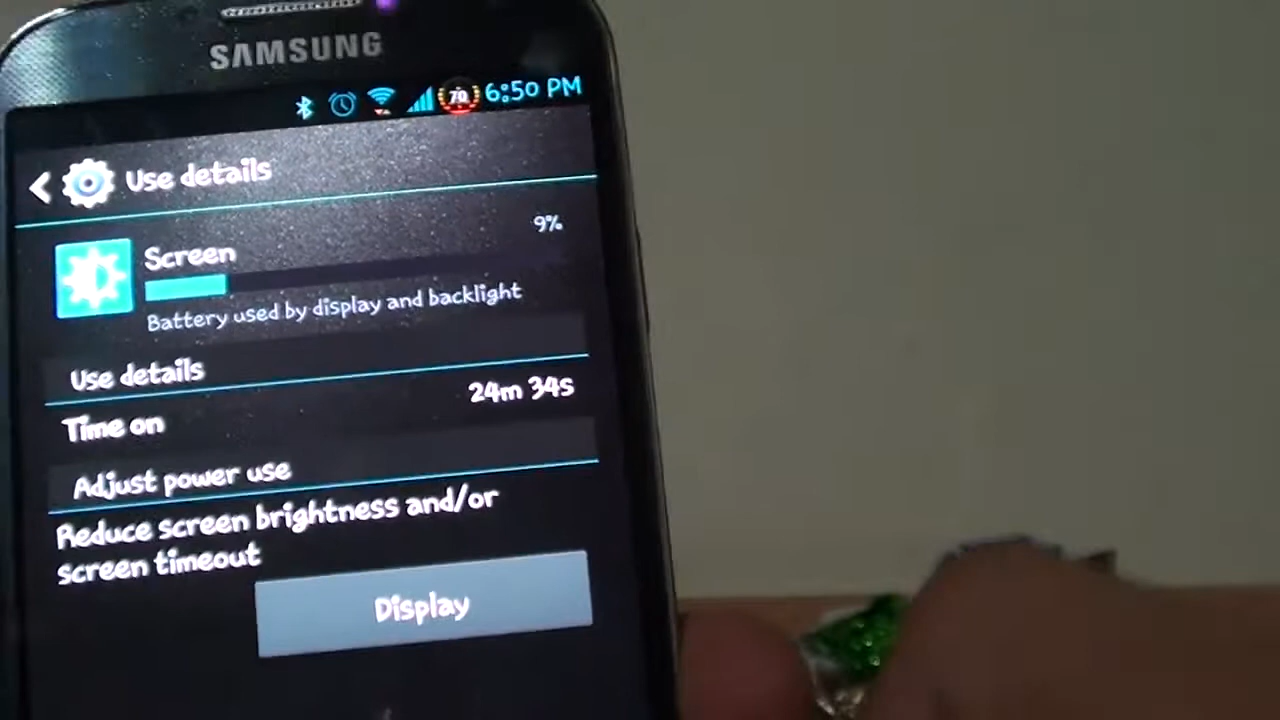 SAMSUNG
70 6:50 PM
Use details
9%
Screen
Battery used by display and backlight
Use details
24m 34s
Time on
Adjust power use
Reduce screen brightness and/or
screen timeout
Display